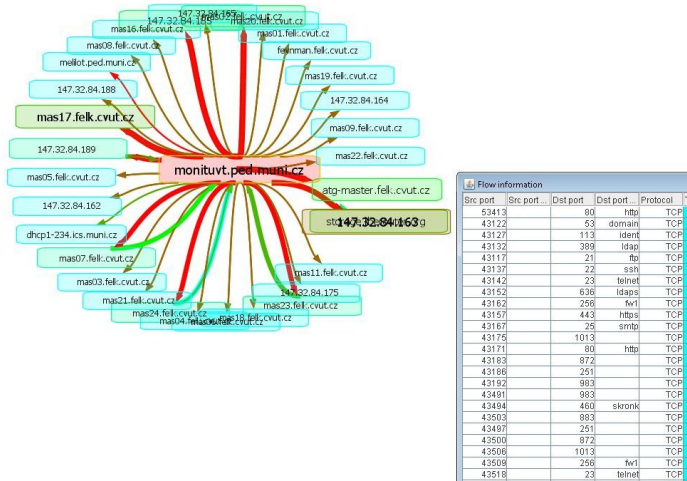 147.32.84.165
mas20.felk.cvut.cz
mas16.felk.cvut.cz
mas01.felk.cvut.cz
mas08.felk.cvut.cz
feynman.felk.cvut.cz
melilot.ped.muni.cz
mas19.felk.cvut.cz
147.32.84.188
147.32.84.164
mas17.felk.cvut.cz
mas09.felk.cvut.cz
147.32.84.189
mas22.felk.cvut.cz
monituvt.ped.muni.cz
mas05.felk.cvut.cz
atg-master.felk.cvut.cz
147.32.84.162
147.32.84.163
dhcp1-234.ics.muni.cz
mas07.felk.cvut.cz
mas11.felk.cvut.cz
mas03.felk.cvut.cz
147.32.84.175
mas21.felk.cvut.cz
mas23.felk.cvut.cz
mas24.felk.cvut.cz
mas18.felk.cvut.cz
Flow information
Src port Src port ... Dst port Dst port ... Protocol
53413 80 http TCP
43122 53 domain TCP
43127 113 ident TCP
43132 389 ldap TCP
43117 21 ftp TCP
43137 22 ssh TCP
43142 23 telnet TCP
43152 636 ldaps TCP
43162 256 fw1 TCP
43157 443 https TCP
43167 25 smtp TCP
43175 1013 TCP
43171 80 http TCP
43183 872 TCP
43186 251 TCP
43192 983 TCP
43491 983 TCP
43494 460 skronk TCP
43503 883 TCP
43497 251 TCP
43500 872 TCP
43506 1013 TCP
43509 256 fw1 TCP
43518 23 telnet TCP